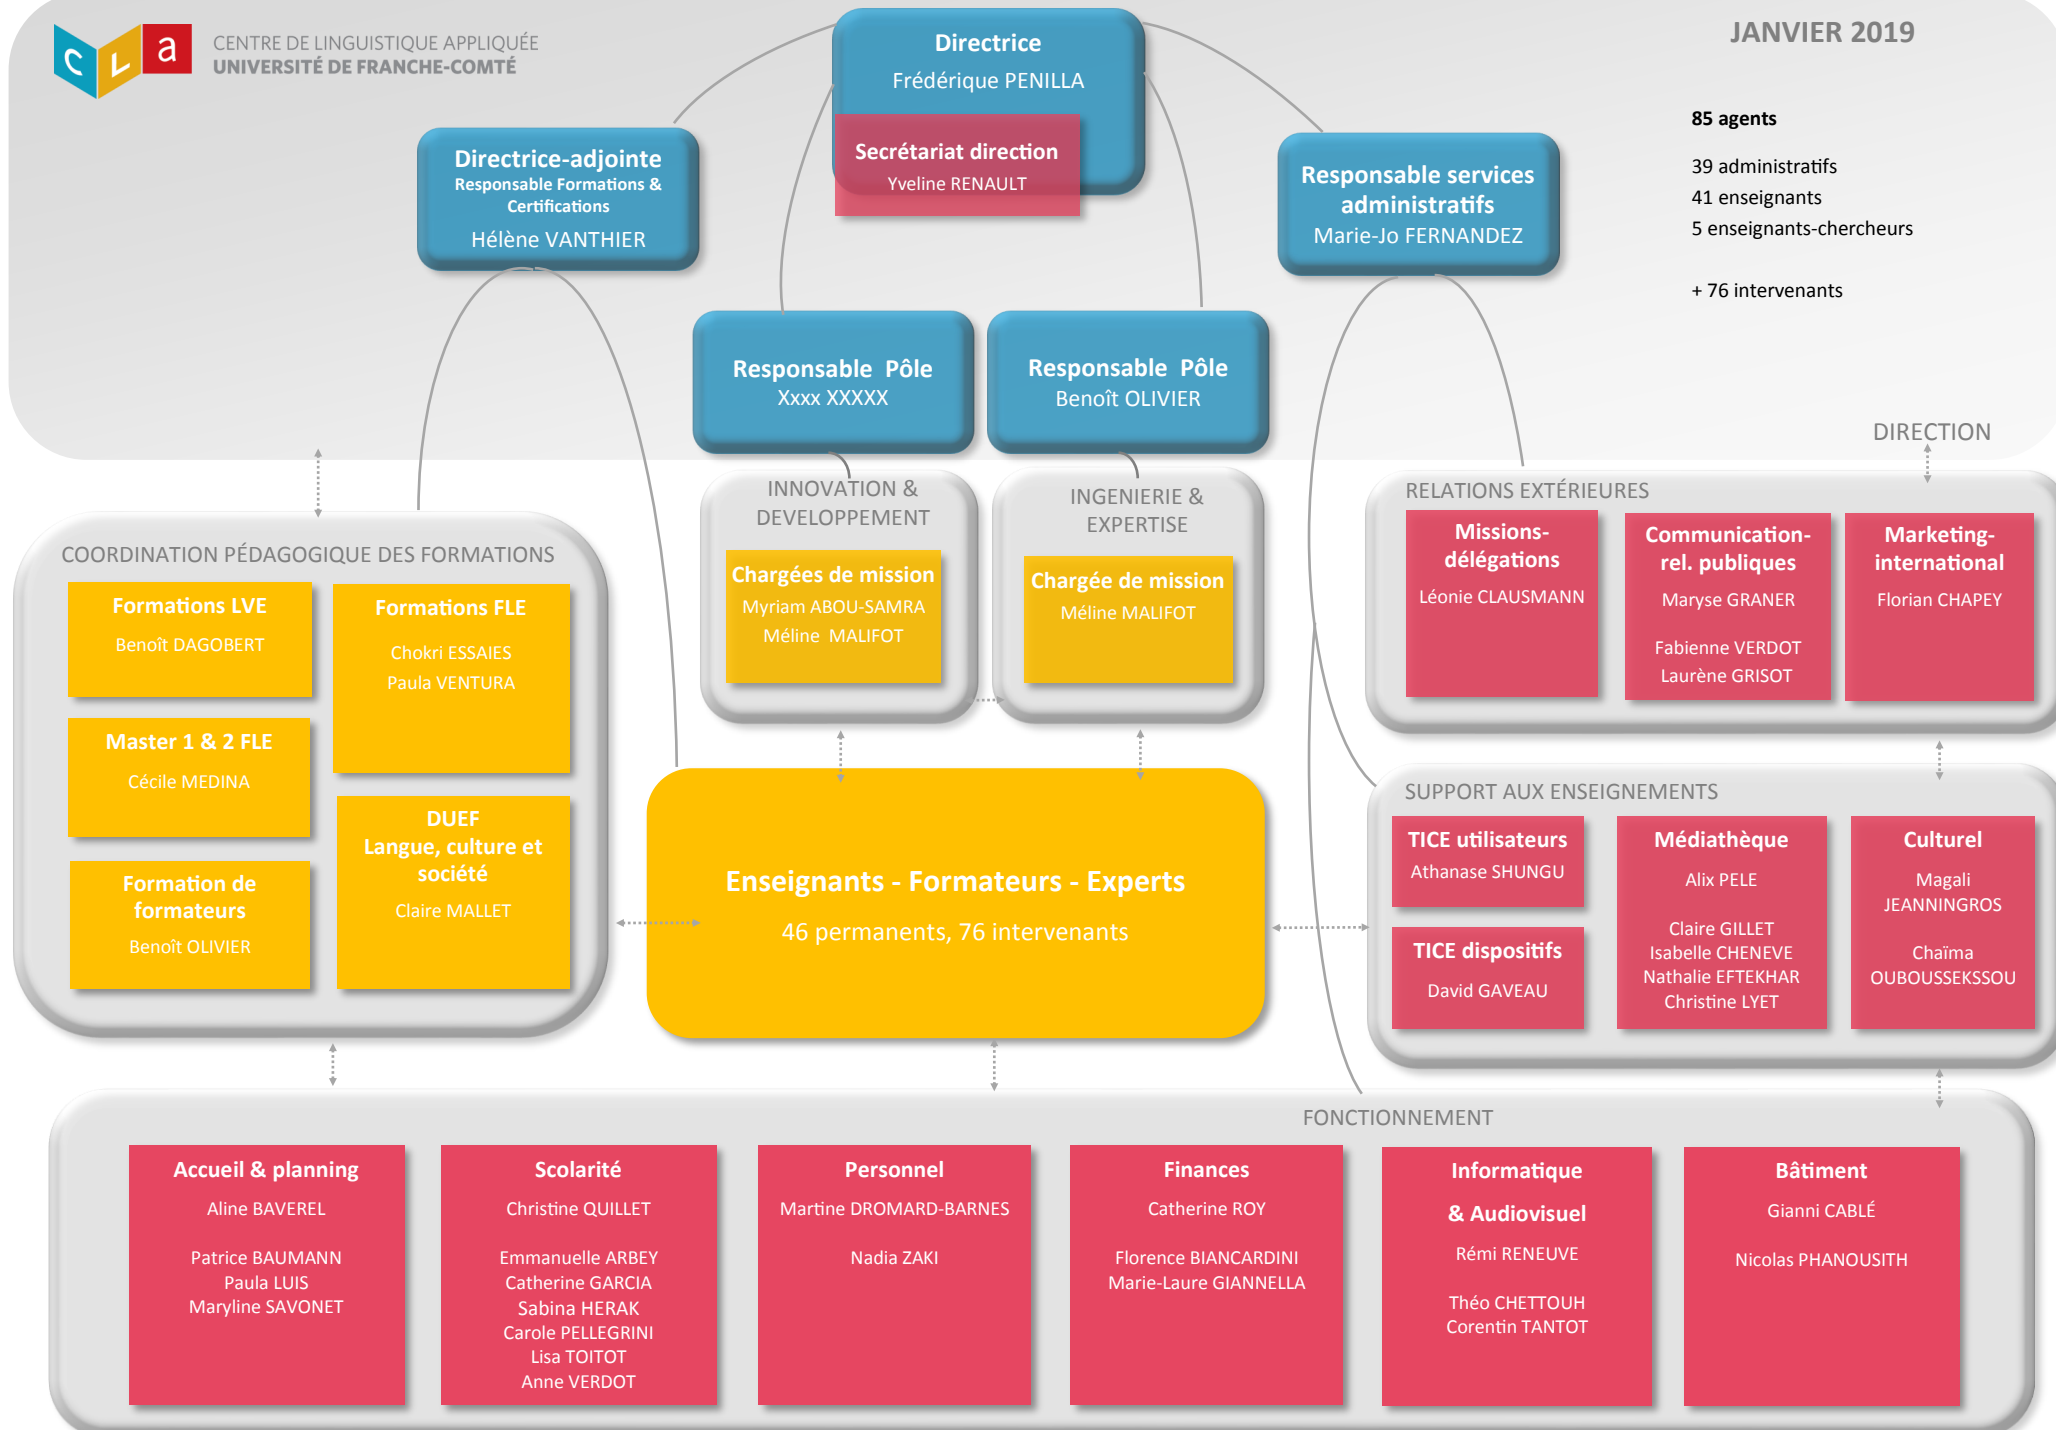 CLa
CENTRE DE LINGUISTIQUE APPLIQUÉE
UNIVERSITÉ DE FRANCHE-COMTÉ
JANVIER 2019
85 agents
39 administratifs
41 enseignants
5 enseignants-chercheurs
+ 76 intervenants
Directrice
Frédérique PENILLA
Secrétariat direction
Yveline RENAULT
Directrice-adjointe
Responsable Formations &
Certifications
Hélène VANTHIER
Responsable services
administratifs
Marie-Jo FERNANDEZ
Responsable Pôle
Xxxx XXXXX
Responsable Pôle
Benoît OLIVIER
DIRECTION
COORDINATION PÉDAGOGIQUE DES FORMATIONS
Formations LVE
Benoît DAGOBERT
Formations FLE
Chokri ESSAIES
Paula VENTURA
Master 1 & 2 FLE
Cécile MEDINA
DUEF
Langue, culture et
société
Claire MALLET
Formation de
formateurs
Benoît OLIVIER
INNOVATION &
DEVELOPPEMENT
Chargées de mission
Myriam ABOU-SAMRA
Méline MALIFOT
INGENIERIE &
EXPERTISE
Chargée de mission
Méline MALIFOT
RELATIONS EXTÉRIEURES
Missions-
délégations
Léonie CLAUSMANN
Communication-
rel. publiques
Maryse GRANER
Fabienne VERDOT
Laurène GRISOT
Marketing-
international
Florian CHAPEY
Enseignants - Formateurs - Experts
46 permanents, 76 intervenants
SUPPORT AUX ENSEIGNEMENTS
TICE utilisateurs
Athanase SHUNGU
TICE dispositifs
David GAVEAU
Médiathèque
Alix PELE
Claire GILLET
Isabelle CHENEVE
Nathalie EFTEKHAR
Christine LYET
Culturel
Magali
JEANNINGROS
Chaïma
OUBOUSSEKSSOU
FONCTIONNEMENT
Accueil & planning
Aline BAVEREL
Patrice BAUMANN
Paula LUIS
Maryline SAVONET
Scolarité
Christine QUILLET
Emmanuelle ARBEY
Catherine GARCIA
Sabina HERAK
Carole PELLEGRINI
Lisa TOITOT
Anne VERDOT
Personnel
Martine DROMARD-BARNES
Nadia ZAKI
Finances
Catherine ROY
Florence BIANCARDINI
Marie-Laure GIANNELLA
Informatique
& Audiovisuel
Rémi RENEUVE
Théo CHETTOUH
Corentin TANTOT
Bâtiment
Gianni CABLÉ
Nicolas PHANOUSITH